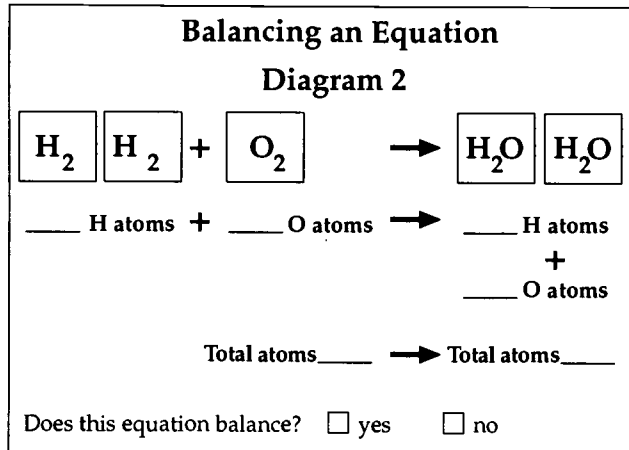 Balancing an Equation
Diagram 2
H₂ H₂ + O₂ → H₂O H₂O
____ H atoms + ____ O atoms → ____ H atoms
+
____ O atoms
Total atoms____ → Total atoms____
Does this equation balance? ☐ yes ☐ no